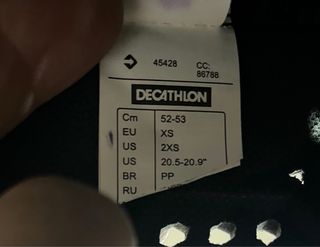 45428 CC:
86788
DECATHLON
Cm 52-53
EU XS
US 2XS
US 20.5-20.9"
BR PP
RU